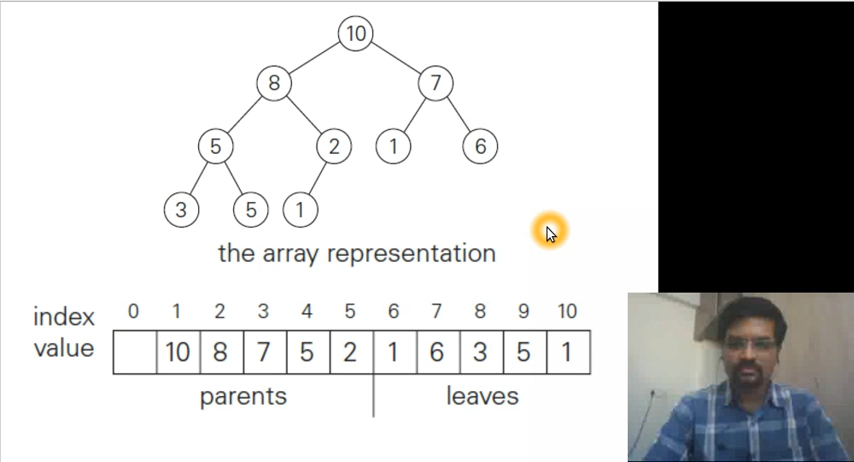 10
8 7
5 2 1 6
3 5 1
the array representation
index 0 1 2 3 4 5 6 7 8 9 10
value 10 8 7 5 2 1 6 3 5 1
parents leaves